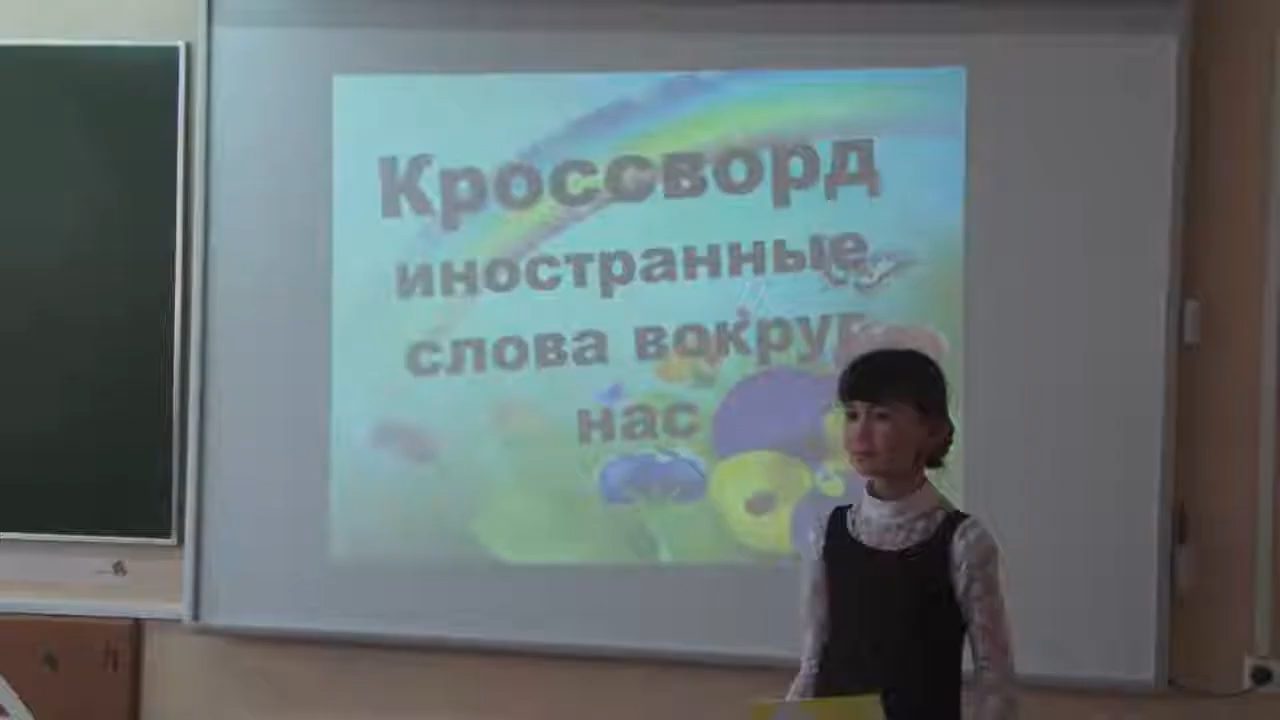 Кроссворд
иностранные
слова вокруг
нас